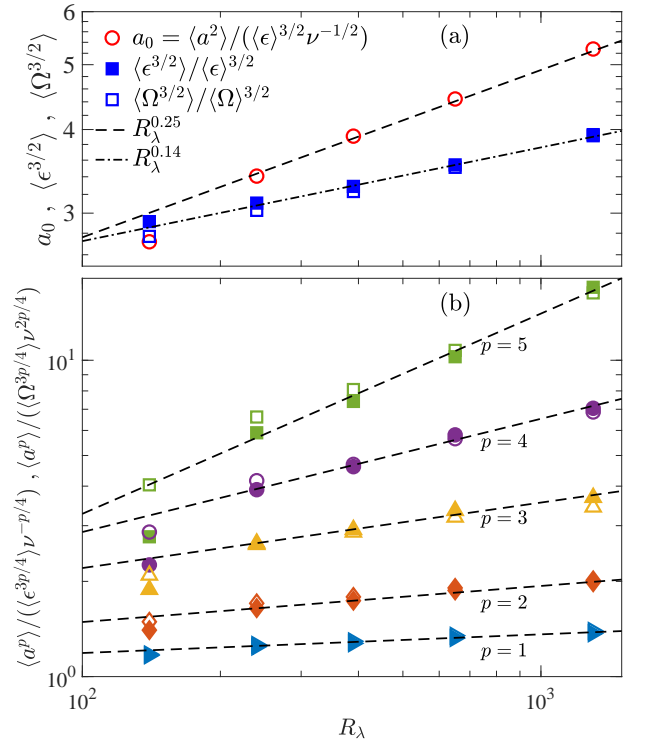 (a)
a₀ = ⟨a²⟩/(⟨ϵ⟩^{3/2}ν^{-1/2})
⟨ϵ^{3/2}⟩/⟨ϵ⟩^{3/2}
⟨Ω^{3/2}⟩/⟨Ω⟩^{3/2}
R_λ^{0.25}
R_λ^{0.14}
6
5
4
3
a₀ , ⟨ϵ^{3/2}⟩ , ⟨Ω^{3/2}⟩
(b)
p = 5
p = 4
p = 3
p = 2
p = 1
10¹
10⁰
⟨a^p⟩/(⟨ϵ^{3p/4}⟩ν^{-p/4}) , ⟨a^p⟩/(⟨Ω^{3p/4}⟩ν^{2p/4})
10²
10³
R_λ